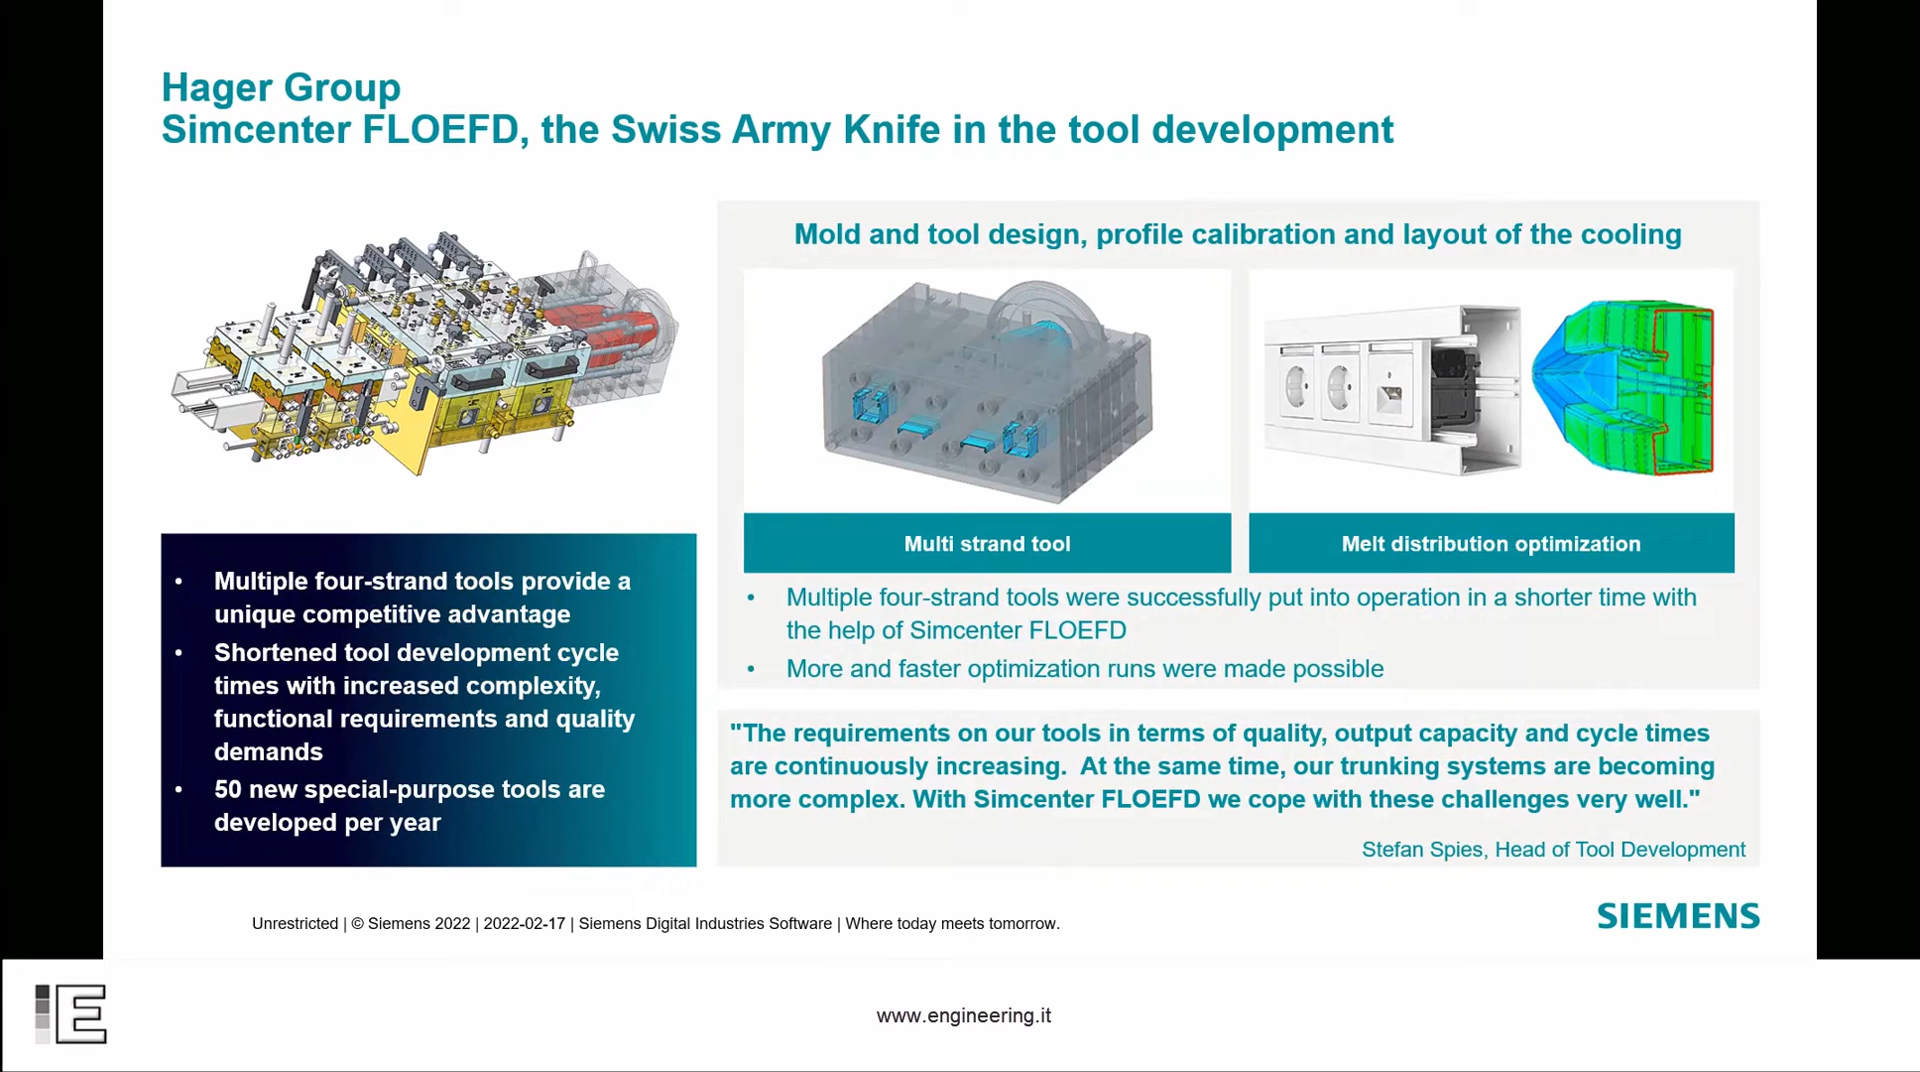 Hager Group
Simcenter FLOEFD, the Swiss Army Knife in the tool development
Mold and tool design, profile calibration and layout of the cooling
Multi strand tool
Melt distribution optimization
• Multiple four-strand tools provide a
unique competitive advantage
• Shortened tool development cycle
times with increased complexity,
functional requirements and quality
demands
• 50 new special-purpose tools are
developed per year
• Multiple four-strand tools were successfully put into operation in a shorter time with
the help of Simcenter FLOEFD
• More and faster optimization runs were made possible
"The requirements on our tools in terms of quality, output capacity and cycle times
are continuously increasing.  At the same time, our trunking systems are becoming
more complex. With Simcenter FLOEFD we cope with these challenges very well."
Stefan Spies, Head of Tool Development
Unrestricted | © Siemens 2022 | 2022-02-17 | Siemens Digital Industries Software | Where today meets tomorrow.
SIEMENS
E
www.engineering.it